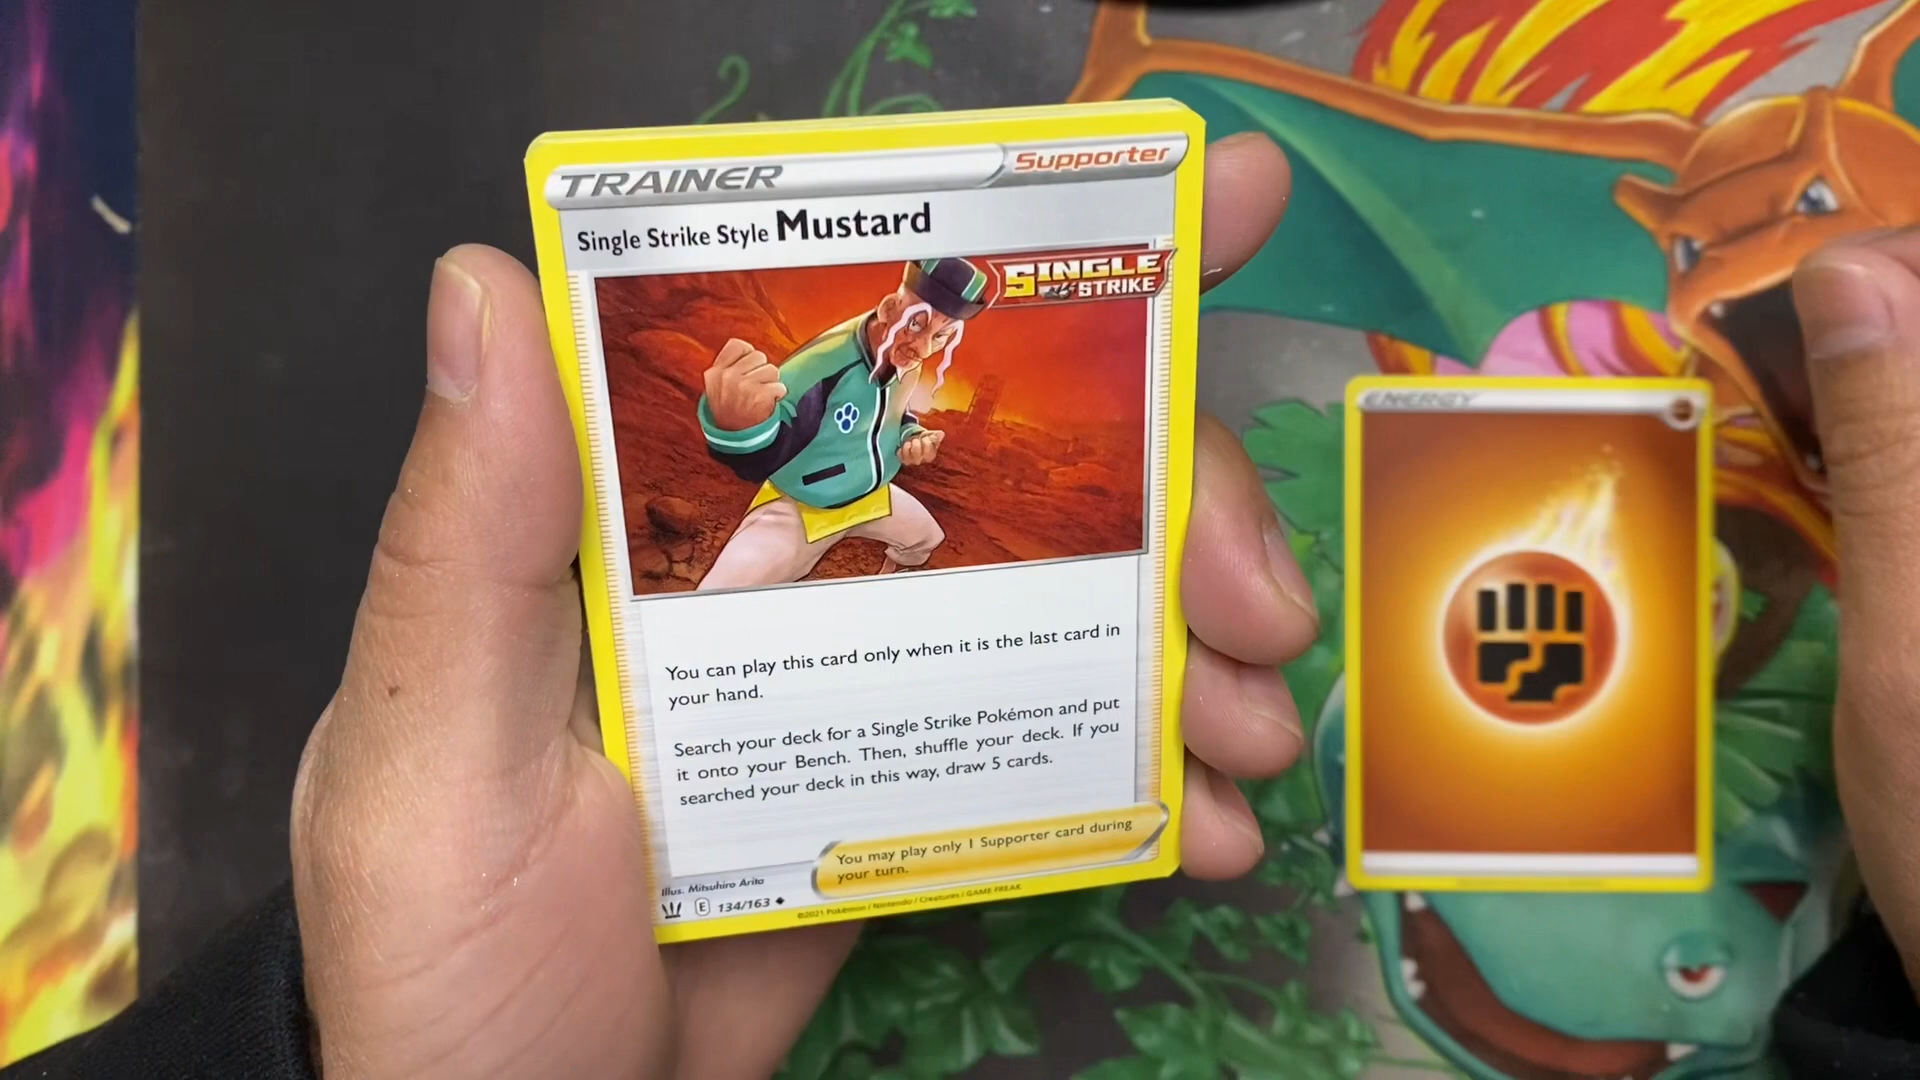 TRAINER
Supporter
Single Strike Style Mustard
SINGLE
STRIKE
You can play this card only when it is the last card in
your hand.
Search your deck for a Single Strike Pokémon and put
it onto your Bench. Then, shuffle your deck. If you
searched your deck in this way, draw 5 cards.
You may play only 1 Supporter card during
your turn.
Illus. Mitsuhiro Arita
E 134/163
©2021 Pokémon / Nintendo / Creatures / GAME FREAK
ENERGY